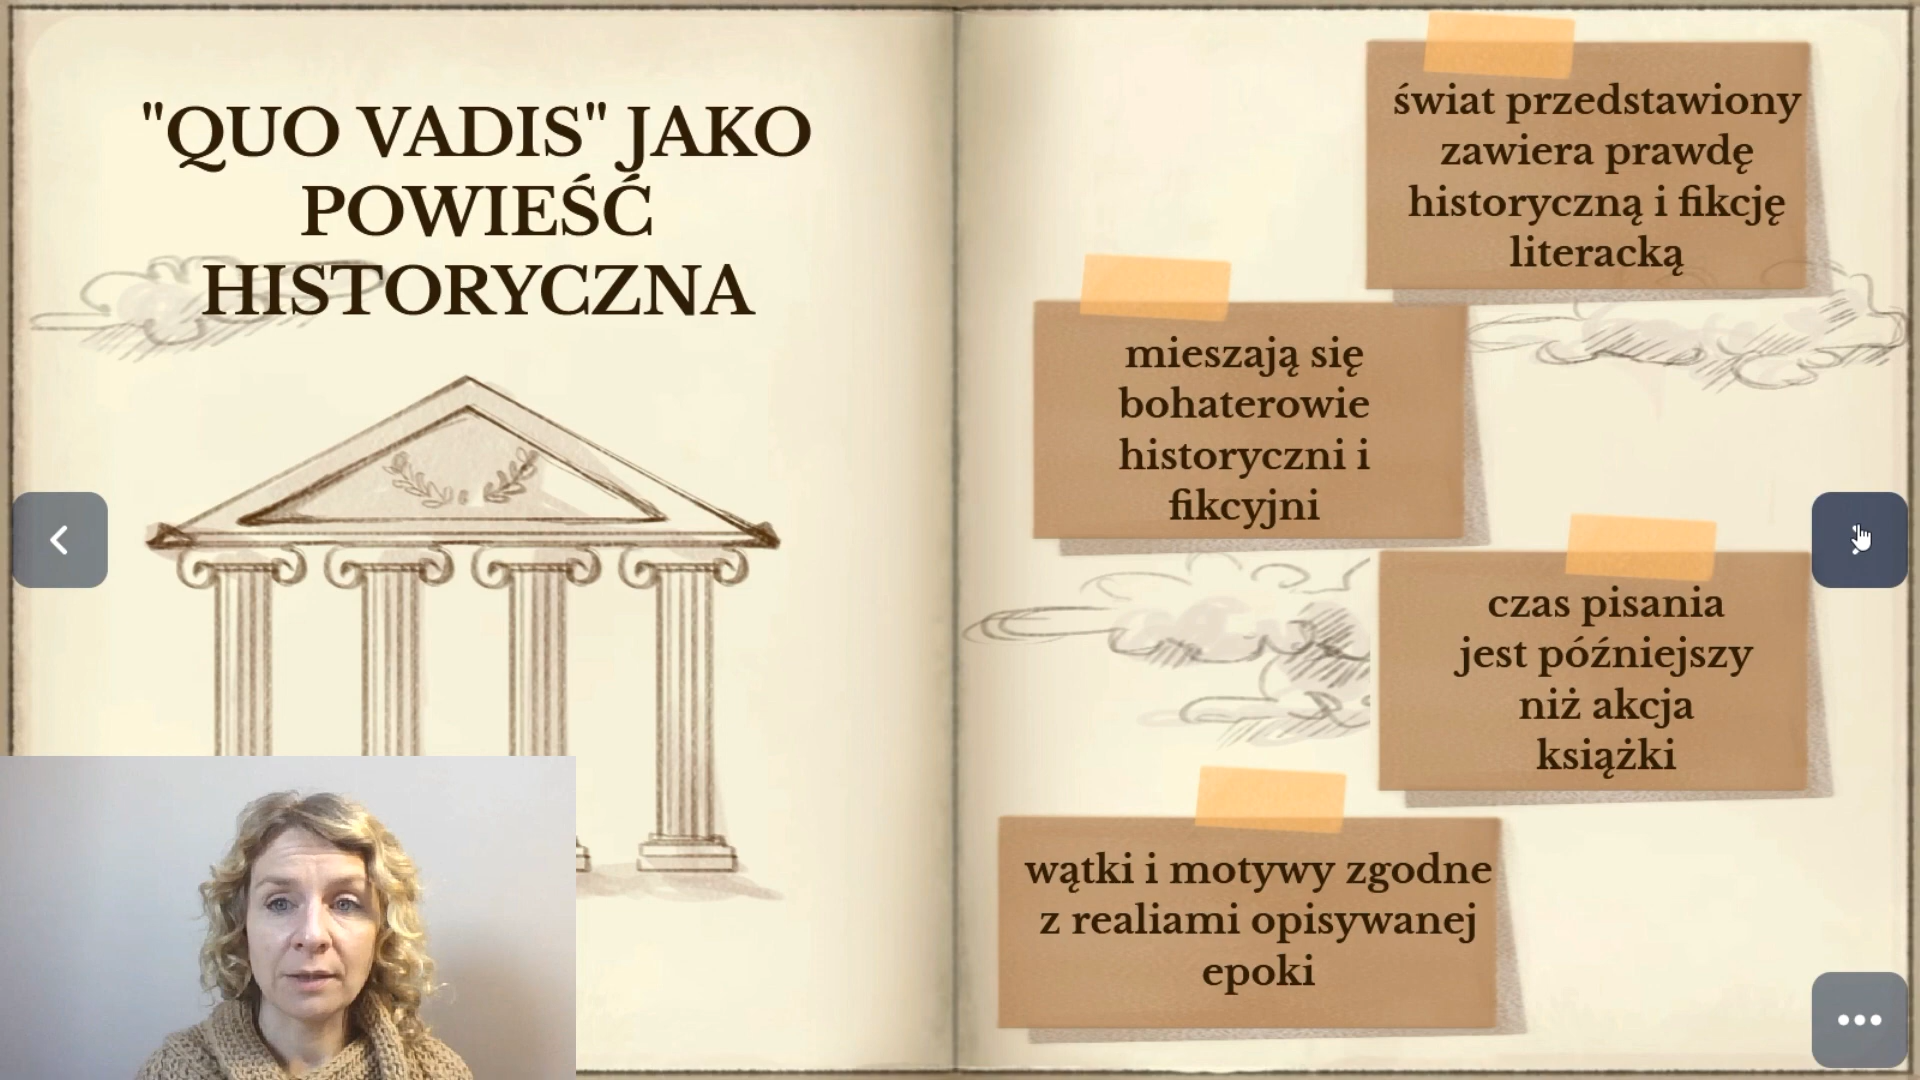 "QUO VADIS" JAKO
POWIEŚĆ
HISTORYCZNA
świat przedstawiony
zawiera prawdę
historyczną i fikcję
literacką
mieszają się
bohaterowie
historyczni i
fikcyjni
czas pisania
jest późniejszy
niż akcja
książki
wątki i motywy zgodne
z realiami opisywanej
epoki